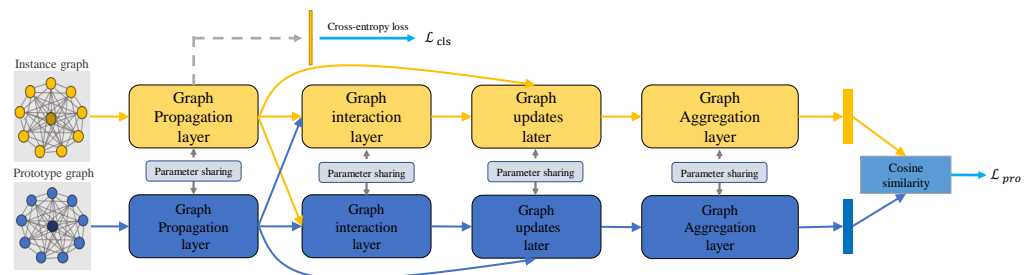 Cross-entropy loss
ℒ cls
Instance graph
Graph
Propagation
layer
Graph
interaction
layer
Graph
updates
later
Graph
Aggregation
layer
Parameter sharing
Parameter sharing
Parameter sharing
Parameter sharing
Cosine
similarity
ℒ pro
Prototype graph
Graph
Propagation
layer
Graph
interaction
layer
Graph
updates
later
Graph
Aggregation
layer